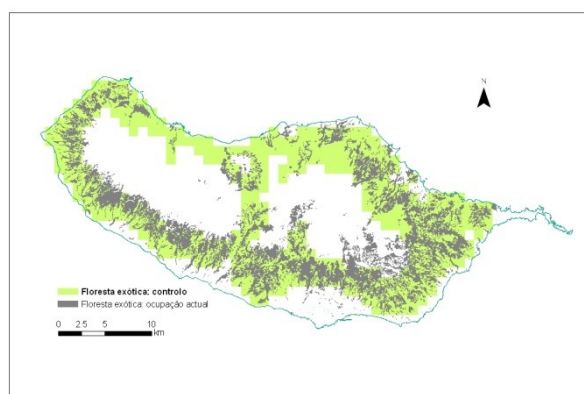 N
Floresta exótica: controlo
Floresta exótica: ocupação actual
0 2.5 5 10
km